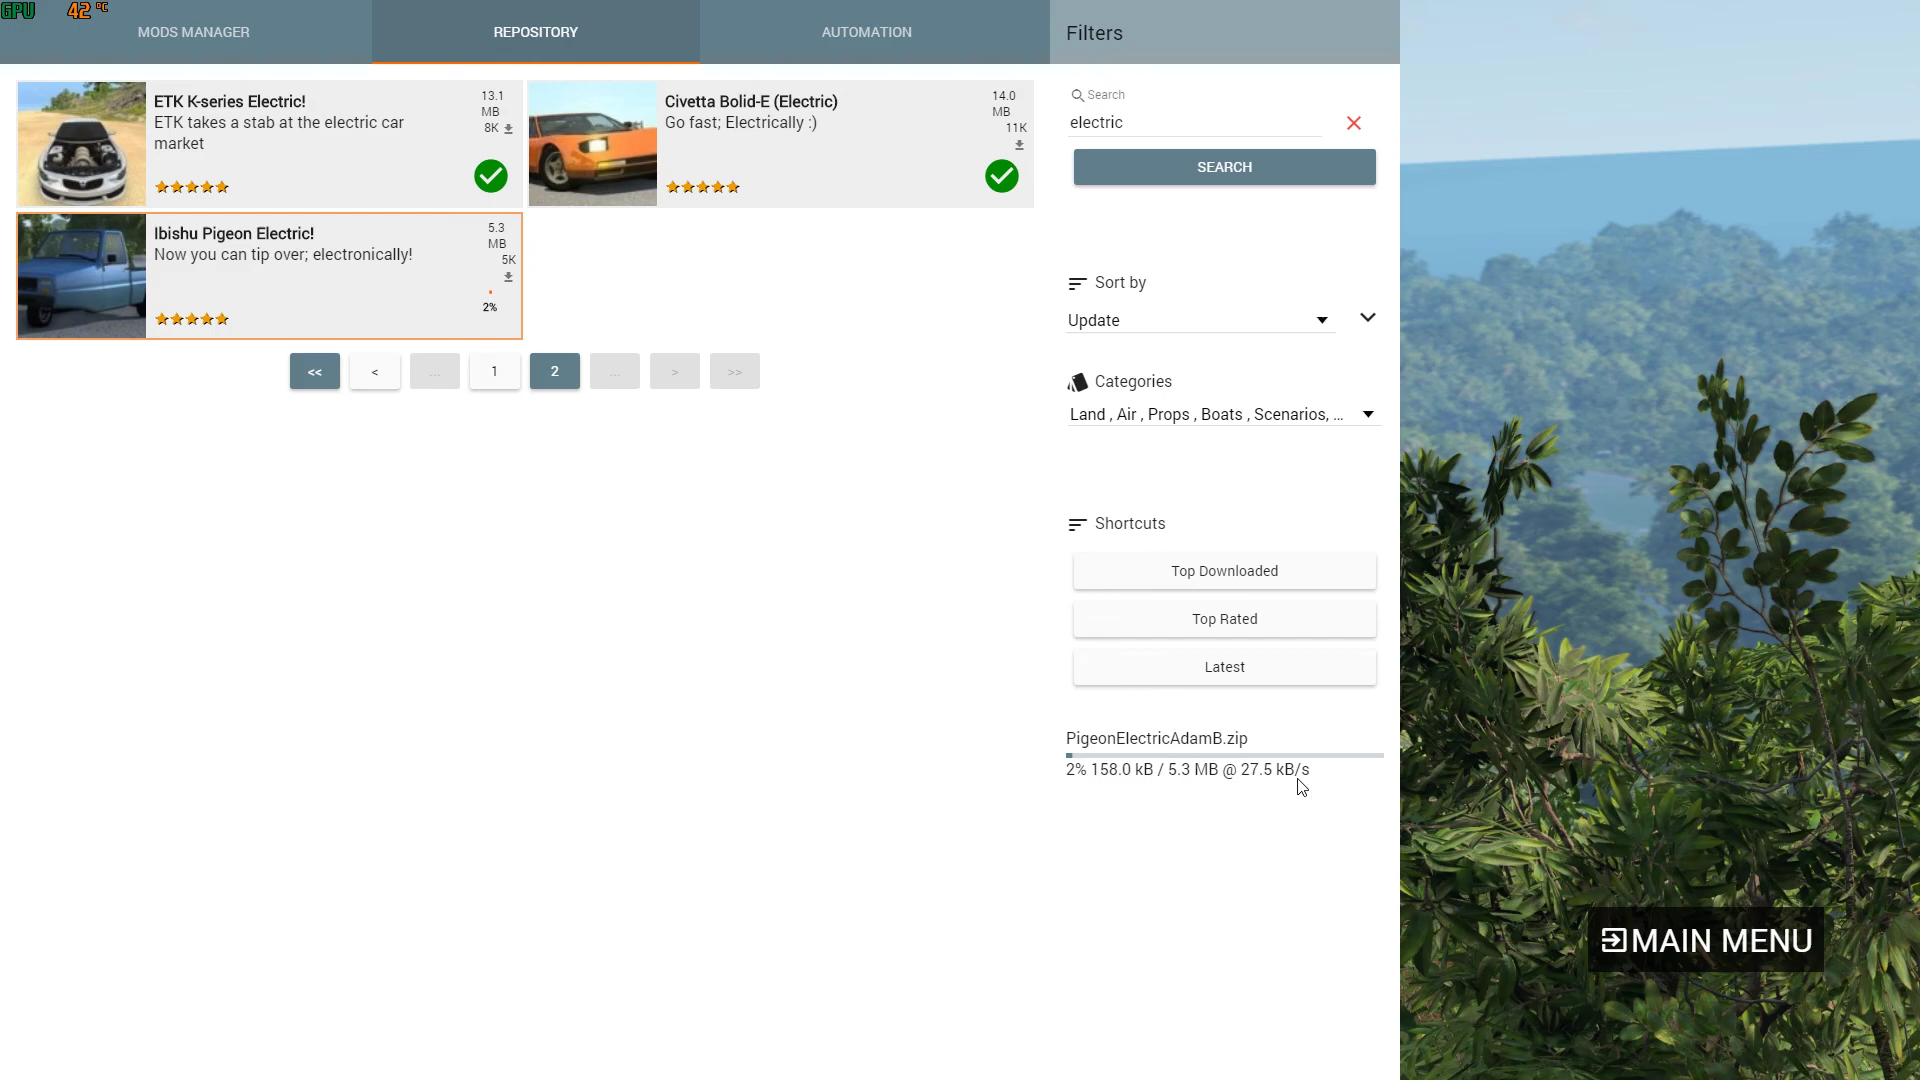 GPU 42 °C
MODS MANAGER
REPOSITORY
AUTOMATION
Filters
ETK K-series Electric!
ETK takes a stab at the electric car
market
13.1
MB
8K
Civetta Bolid-E (Electric)
Go fast; Electrically :)
14.0
MB
11K
Ibishu Pigeon Electric!
Now you can tip over; electronically!
5.3
MB
5K
2%
<< < ... 1 2 ... > >>
Search
electric
SEARCH
Sort by
Update
Categories
Land , Air , Props , Boats , Scenarios, ...
Shortcuts
Top Downloaded
Top Rated
Latest
PigeonElectricAdamB.zip
2% 158.0 kB / 5.3 MB @ 27.5 kB/s
MAIN MENU